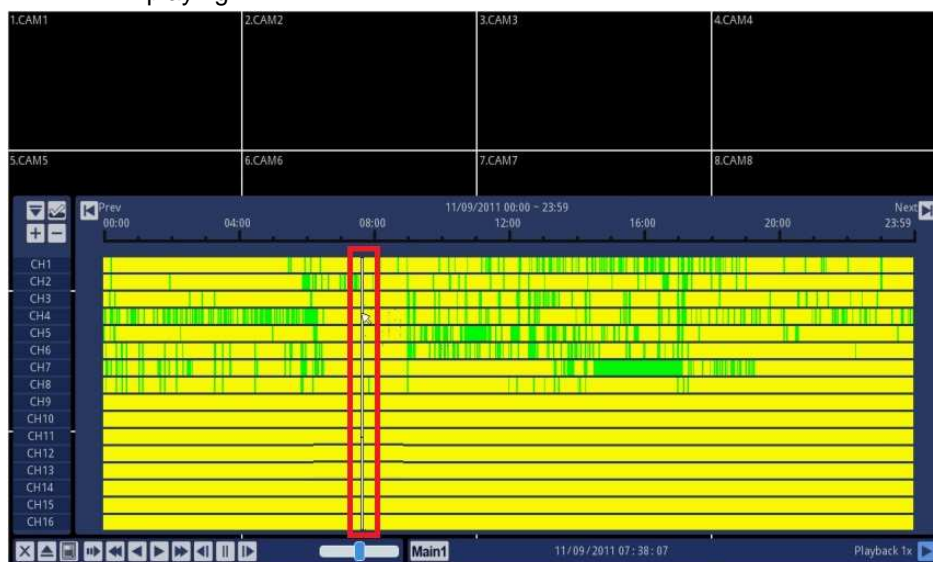 playing
1.CAM1 2.CAM2 3.CAM3 4.CAM4
5.CAM5 6.CAM6 7.CAM7 8.CAM8
Prev 11/09/2011 00:00 ~ 23:59 Next
00:00 04:00 08:00 12:00 16:00 20:00 23:59
CH1
CH2
CH3
CH4
CH5
CH6
CH7
CH8
CH9
CH10
CH11
CH12
CH13
CH14
CH15
CH16
Main1 11/09/2011 07:38:07 Playback 1x